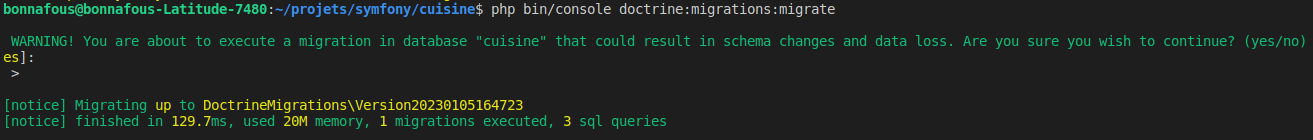 bonnafous@bonnafous-Latitude-7480:~/projets/symfony/cuisine$ php bin/console doctrine:migrations:migrate
WARNING! You are about to execute a migration in database "cuisine" that could result in schema changes and data loss. Are you sure you wish to continue? (yes/no)
es]:
>
[notice] Migrating up to DoctrineMigrations\Version20230105164723
[notice] finished in 129.7ms, used 20M memory, 1 migrations executed, 3 sql queries